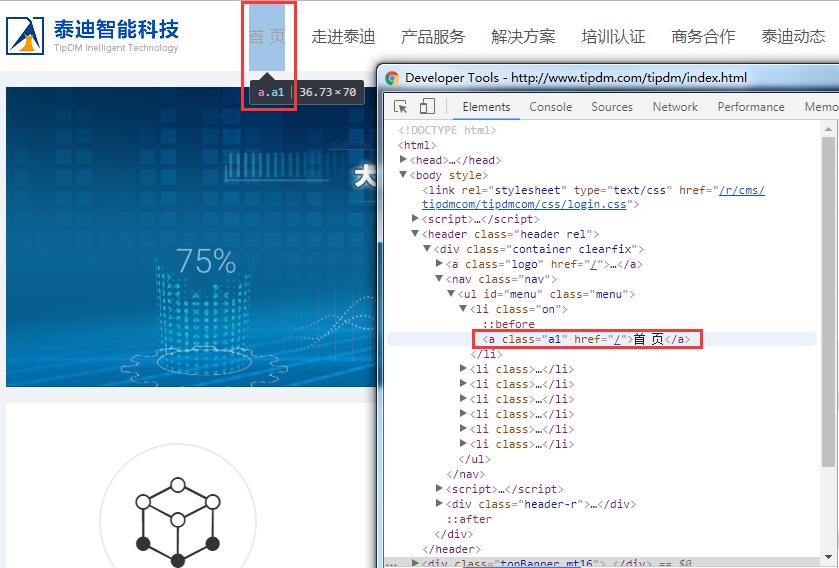 泰迪智能科技
TipDM Inelligent Technology
首 页
走进泰迪
产品服务
解决方案
培训认证
商务合作
泰迪动态
a.a1 | 36.73×70
大
75%
Developer Tools - http://www.tipdm.com/tipdm/index.html
Elements Console Sources Network Performance Memo
<!DOCTYPE html>
<html>
<head>…</head>
<body style>
<link rel="stylesheet" type="text/css" href="/r/cms/
tipdmcom/tipdmcom/css/login.css">
<script>…</script>
<header class="header rel">
<div class="container clearfix">
<a class="logo" href="/">…</a>
<nav class="nav">
<ul id="menu" class="menu">
<li class="on">
::before
<a class="a1" href="/">首 页</a>
</li>
<li class>…</li>
<li class>…</li>
<li class>…</li>
<li class>…</li>
<li class>…</li>
<li class>…</li>
</ul>
</nav>
<script>…</script>
<div class="header-r">…</div>
::after
</div>
</header>
… <div class="topBanner mt16">…</div> == $0